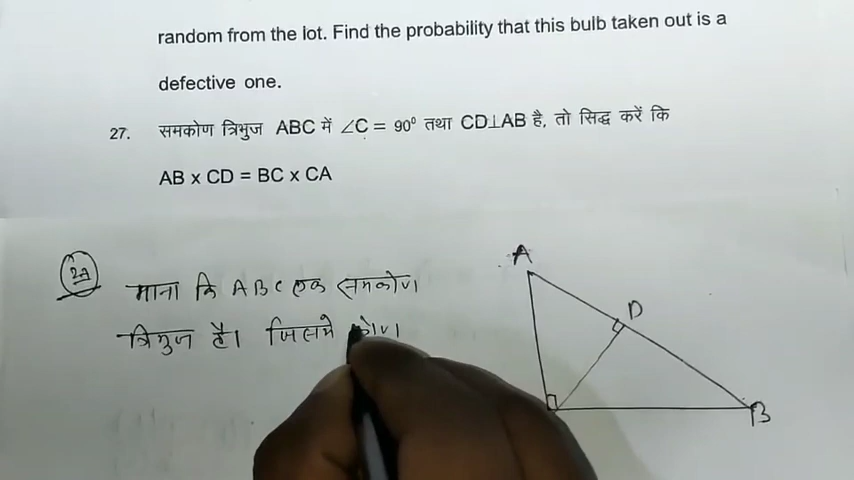 random from the lot. Find the probability that this bulb taken out is a
defective one.
27. समकोण त्रिभुज ABC में ∠C = 90⁰ तथा CD⊥AB है, तो सिद्ध करें कि
AB x CD = BC x CA
27
माना कि ABC एक समकोण
त्रिभुज है। जिसमे कोण
A
D
B